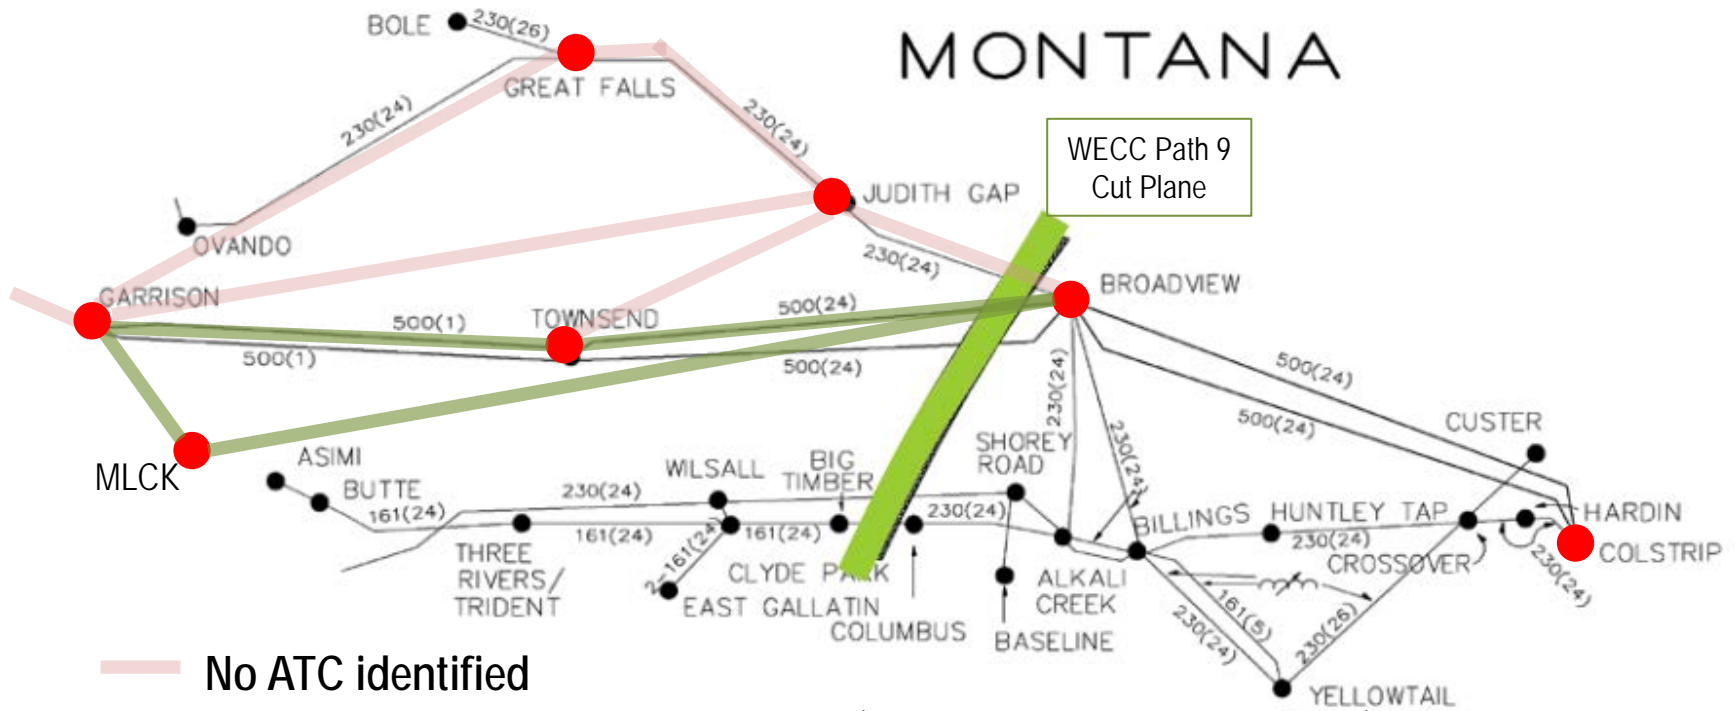 BOLE
230(26)
MONTANA
GREAT FALLS
230(24)
230(24)
WECC Path 9
Cut Plane
JUDITH GAP
OVANDO
230(24)
GARRISON
BROADVIEW
500(1)
TOWNSEND
500(24)
500(1)
500(24)
500(24)
500(24)
230(24)
230(24)
CUSTER
MLCK
ASIMI
BUTTE
161(24)
WILSALL
230(24)
BIG
TIMBER
SHOREY
ROAD
230(24)
161(24)
161(24)
THREE
RIVERS/
TRIDENT
2-161(24)
CLYDE PARK
EAST GALLATIN
COLUMBUS
ALKALI
CREEK
BASELINE
BILLINGS
HUNTLEY TAP
230(24)
CROSSOVER
HARDIN
COLSTRIP
230(24)
161(5)
230(24)
230(26)
YELLOWTAIL
No ATC identified